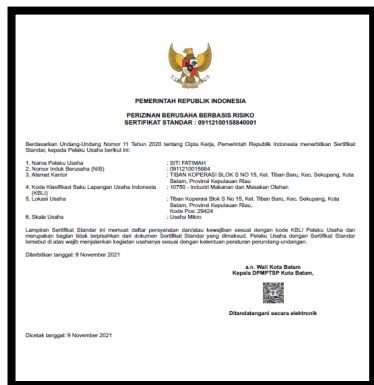 PEMERINTAH REPUBLIK INDONESIA
PERIZINAN BERUSAHA BERBASIS RISIKO
SERTIFIKAT STANDAR : 09112100158840001
Berdasarkan Undang-Undang Nomor 11 Tahun 2020 tentang Cipta Kerja, Pemerintah Republik Indonesia menerbitkan Sertifikat
Standar, kepada Pelaku Usaha berikut ini:
1. Nama Pelaku Usaha : SITI FATIMAH
2. Nomor Induk Berusaha (NIB) : 0911210015884
3. Alamat Kantor : TIBAN KOPERASI BLOK S NO 15, Kel. Tiban Baru, Kec. Sekupang, Kota
Batam, Provinsi Kepulauan Riau
4. Kode Klasifikasi Baku Lapangan Usaha Indonesia : 10750 - Industri Makanan dan Masakan Olahan
(KBLI)
5. Lokasi Usaha : Tiban Koperasi Blok S No 15, Kel. Tiban Baru, Kec. Sekupang, Kota
Batam, Provinsi Kepulauan Riau,
Kode Pos: 29424
6. Skala Usaha : Usaha Mikro
Lampiran Sertifikat Standar ini memuat daftar persyaratan dan/atau kewajiban sesuai dengan kode KBLI Pelaku Usaha dan
merupakan bagian tidak terpisahkan dari dokumen Sertifikat Standar yang dimaksud. Pelaku Usaha dengan Sertifikat Standar
tersebut di atas wajib menjalankan kegiatan usahanya sesuai dengan ketentuan peraturan perundang-undangan.
Diterbitkan tanggal: 9 November 2021
a.n. Wali Kota Batam
Kepala DPMPTSP Kota Batam,
Ditandatangani secara elektronik
Dicetak tanggal: 9 November 2021